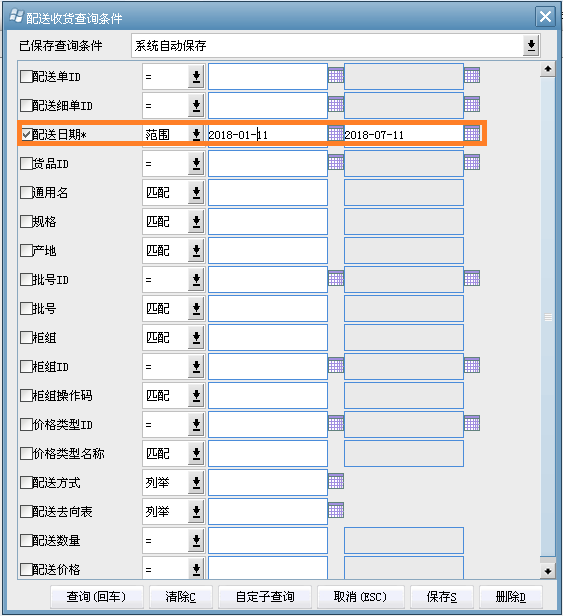 配送收货查询条件
已保存查询条件 系统自动保存
配送单ID =
配送细单ID =
配送日期* 范围 2018-01-11 2018-07-11
货品ID =
通用名 匹配
规格 匹配
产地 匹配
批号ID =
批号 匹配
柜组 匹配
柜组ID =
柜组操作码 匹配
价格类型ID =
价格类型名称 匹配
配送方式 列举
配送去向表 列举
配送数量 =
配送价格 =
查询(回车) 清除C 自定子查询 取消(ESC) 保存S 删除D